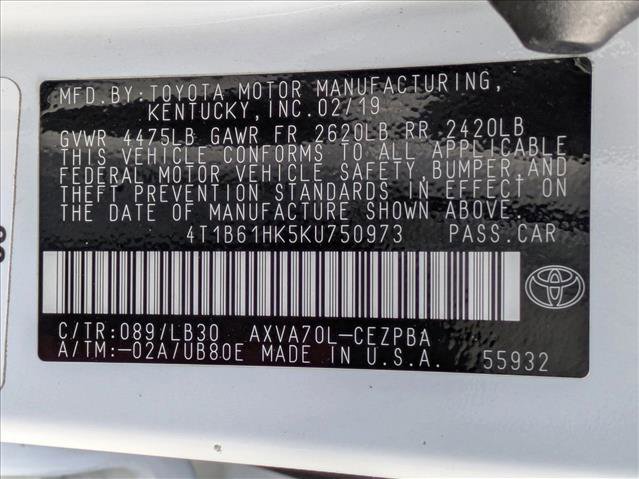 MFD.BY:TOYOTA MOTOR MANUFACTURING,
KENTUCKY,INC.02/19
GVWR 4475LB GAWR FR 2620LB RR 2420LB
THIS VEHICLE CONFORMS TO ALL APPLICABLE
FEDERAL MOTOR VEHICLE SAFETY,BUMPER,AND
THEFT PREVENTION STANDARDS IN EFFECT ON
THE DATE OF MANUFACTURE SHOWN ABOVE.
4T1B61HK5KU750973 PASS.CAR
C/TR:089/LB30 AXVA70L-CEZPBA
A/TM:-02A/UB80E MADE IN U.S.A. 55932